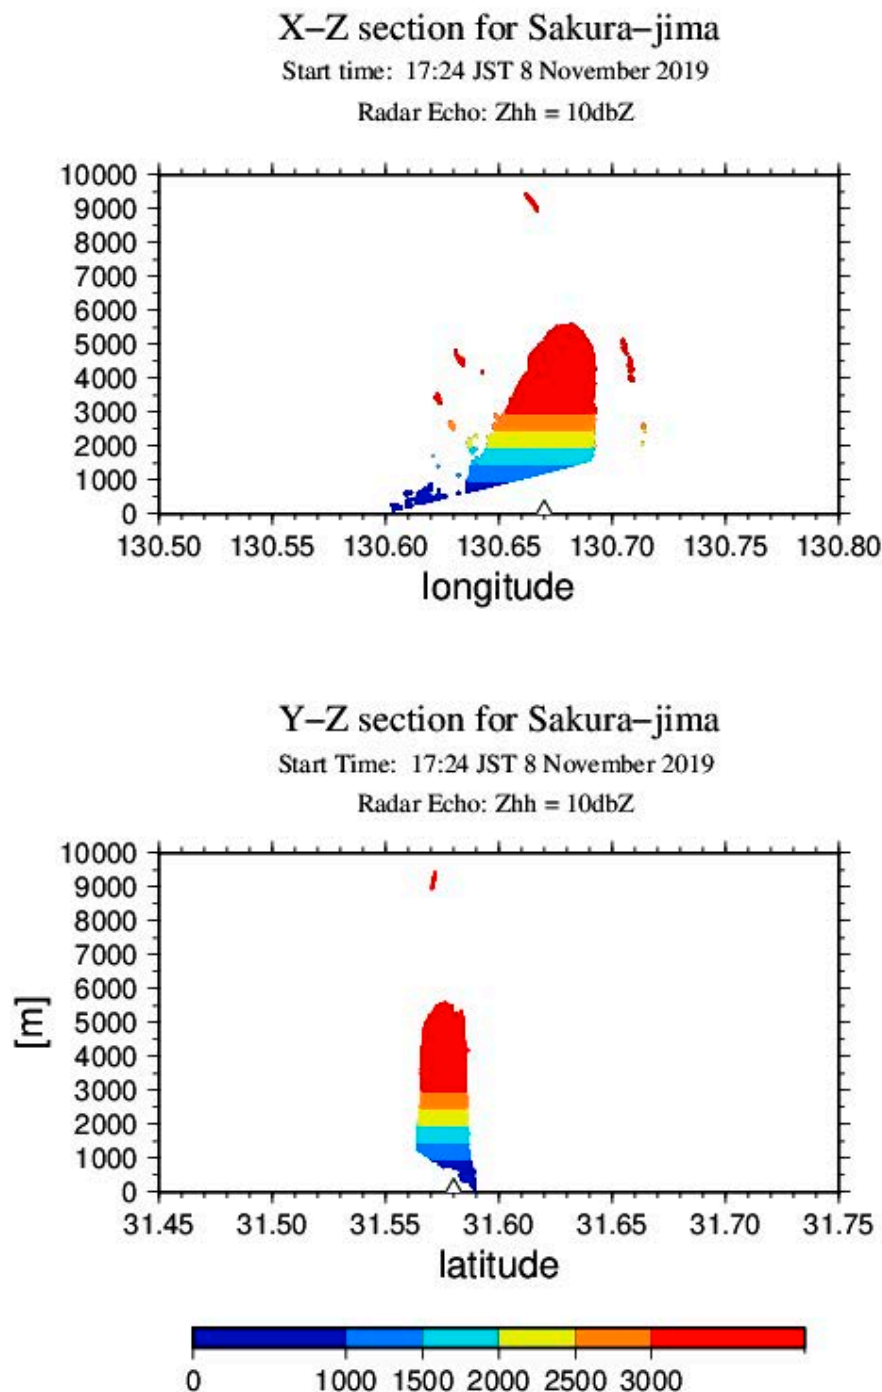 X−Z section for Sakura−jima
Start time: 17:24 JST 8 November 2019
Radar Echo: Zhh = 10dbZ
10000
9000
8000
7000
6000
5000
4000
3000
2000
1000
0
130.50 130.55 130.60 130.65 130.70 130.75 130.80
longitude
Y−Z section for Sakura−jima
Start Time: 17:24 JST 8 November 2019
Radar Echo: Zhh = 10dbZ
10000
9000
8000
7000
6000
5000
4000
3000
2000
1000
0
[m]
31.45 31.50 31.55 31.60 31.65 31.70 31.75
latitude
0 1000 1500 2000 2500 3000